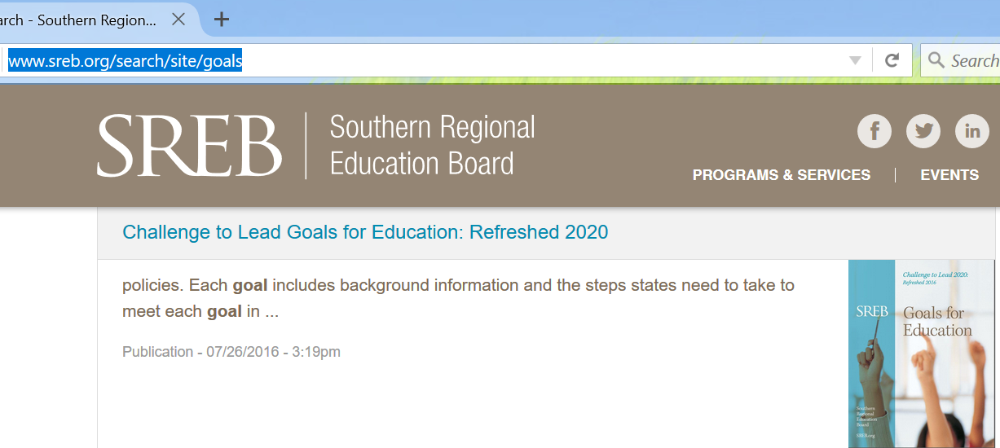 arch - Southern Region...
www.sreb.org/search/site/goals
Search
SREB
Southern Regional
Education Board
f
in
PROGRAMS & SERVICES | EVENTS
Challenge to Lead Goals for Education: Refreshed 2020
policies. Each goal includes background information and the steps states need to take to
meet each goal in ...
Publication - 07/26/2016 - 3:19pm
Challenge to Lead 2020:
Refreshed 2016
SREB
Goals for
Education
Southern
Regional
Education
Board
SREB.org